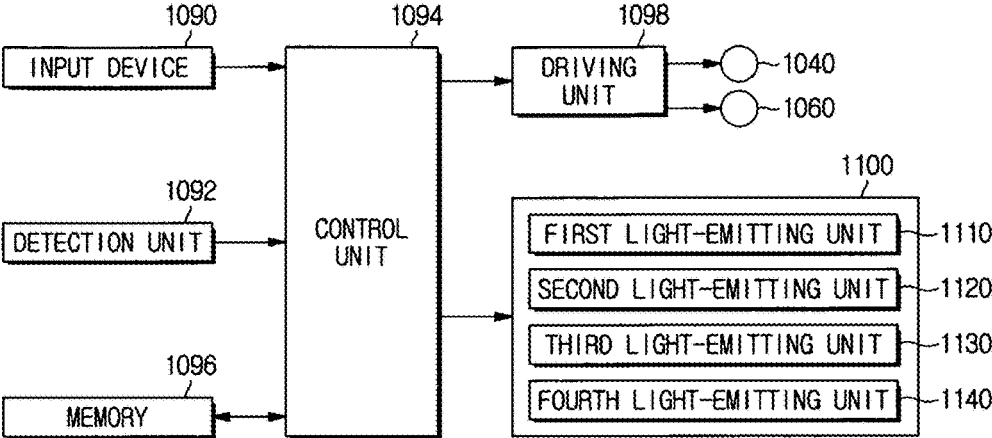 1090
1094
1098
INPUT DEVICE
DRIVING
UNIT
1040
1060
1092
1100
DETECTION UNIT
CONTROL
UNIT
FIRST LIGHT-EMITTING UNIT
1110
SECOND LIGHT-EMITTING UNIT
1120
THIRD LIGHT-EMITTING UNIT
1130
1096
MEMORY
FOURTH LIGHT-EMITTING UNIT
1140